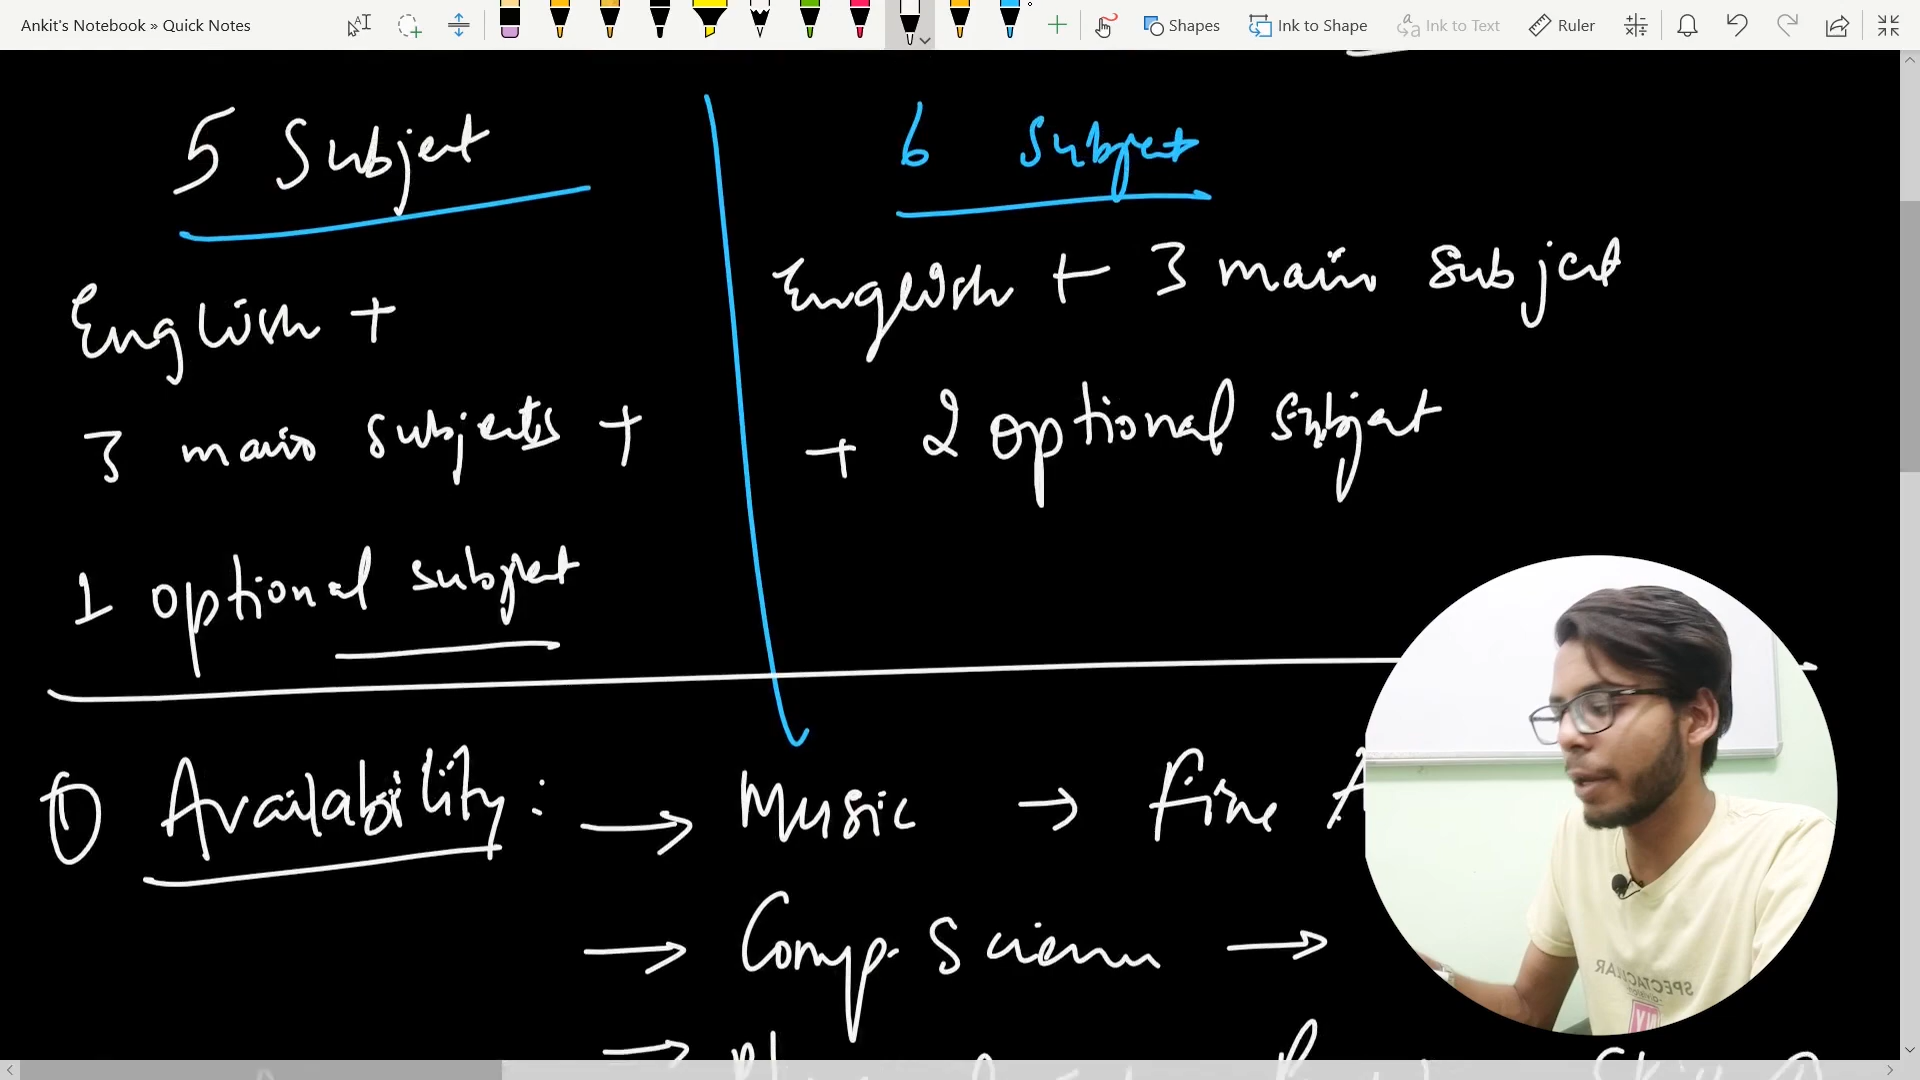 Ankit's Notebook » Quick Notes
Shapes
Ink to Shape
Ink to Text
Ruler
5 Subject
English +
3 main subjects +
1 optional subject
6 Subject
English + 3 main subject
+ 2 optional subject
① Availability: → Music → Fine A
→ Comp. Science →
SPECTACULAR